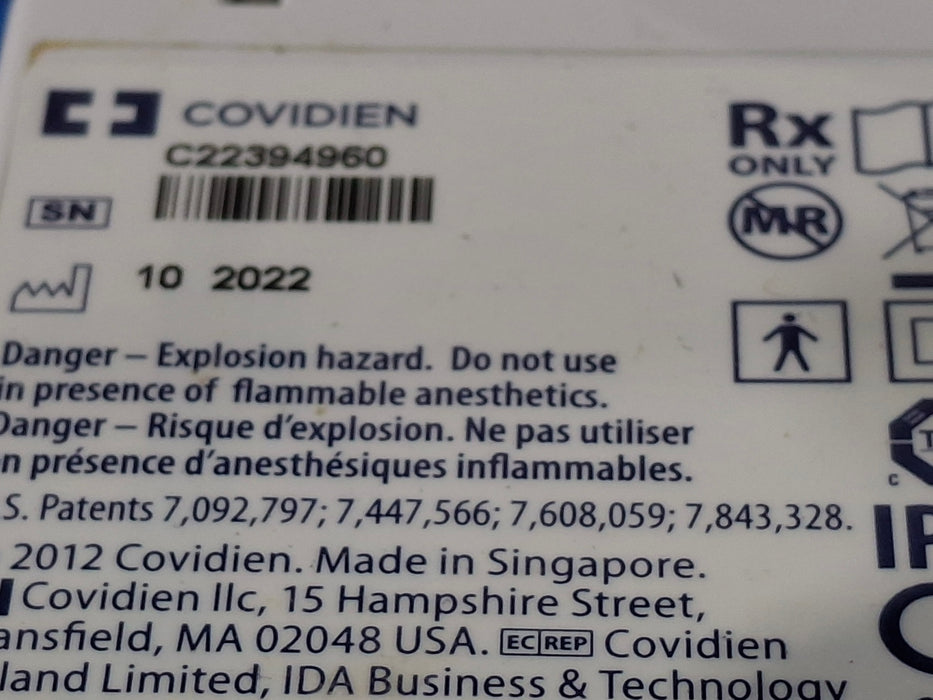 COVIDIEN
C22394960
SN
10 2022
Rx
ONLY
MR
Danger – Explosion hazard. Do not use
in presence of flammable anesthetics.
Danger – Risque d'explosion. Ne pas utiliser
n présence d'anesthésiques inflammables.
S. Patents 7,092,797; 7,447,566; 7,608,059; 7,843,328.
2012 Covidien. Made in Singapore.
Covidien llc, 15 Hampshire Street,
ansfield, MA 02048 USA. EC REP Covidien
land Limited, IDA Business & Technology
C
IP